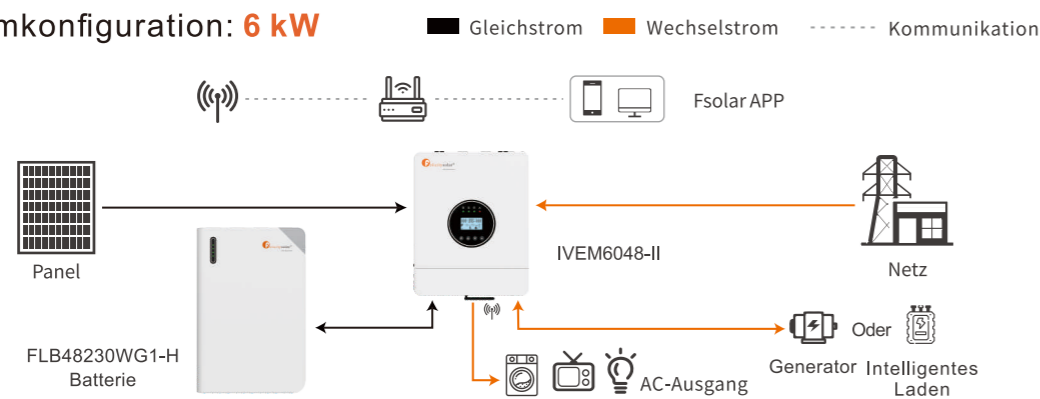 mkonfiguration: 6 kW
Gleichstrom
Wechselstrom
Kommunikation
Fsolar APP
Panel
IVEM6048-II
Netz
FLB48230WG1-H
Batterie
AC-Ausgang
Generator
Oder
Intelligentes
Laden